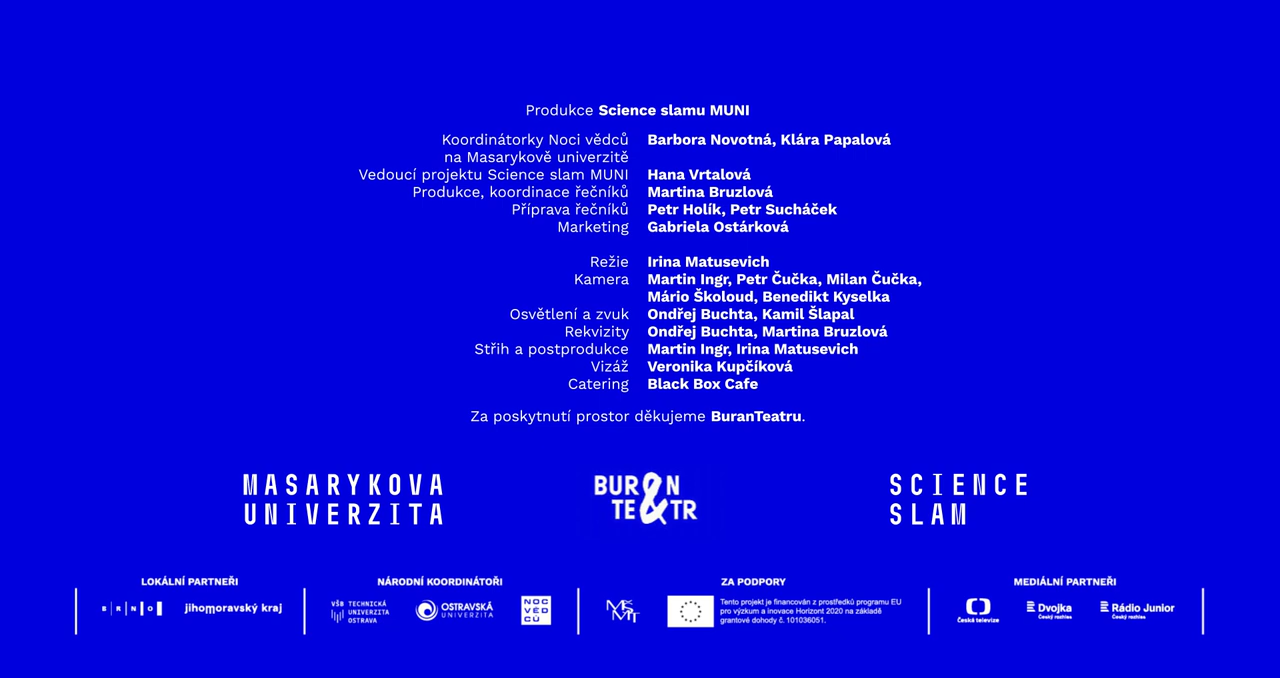 Produkce Science slamu MUNI
Koordinátorky Noci vědců Barbora Novotná, Klára Papalová
na Masarykově univerzitě
Vedoucí projektu Science slam MUNI Hana Vrtalová
Produkce, koordinace řečníků Martina Bruzlová
Příprava řečníků Petr Holík, Petr Sucháček
Marketing Gabriela Ostárková
Režie Irina Matusevich
Kamera Martin Ingr, Petr Čučka, Milan Čučka,
Mário Školoud, Benedikt Kyselka
Osvětlení a zvuk Ondřej Buchta, Kamil Šlapal
Rekvizity Ondřej Buchta, Martina Bruzlová
Střih a postprodukce Martin Ingr, Irina Matusevich
Vizáž Veronika Kupčíková
Catering Black Box Cafe
Za poskytnutí prostor děkujeme BuranTeatru.
MASARYKOVA
UNIVERZITA
BUR&N
TE&TR
SCIENCE
SLAM
LOKÁLNÍ PARTNEŘI
B R N O
jihomoravský kraj
NÁRODNÍ KOORDINÁTOŘI
VŠB TECHNICKÁ
UNIVERZITA
OSTRAVA
OSTRAVSKÁ
UNIVERZITA
NOC
VĚD
CŮ
ZA PODPORY
MŠMT
Tento projekt je financován z prostředků programu EU
pro výzkum a inovace Horizont 2020 na základě
grantové dohody č. 101036051.
MEDIÁLNÍ PARTNEŘI
Česká televize
Dvojka
Český rozhlas
Rádio Junior
Český rozhlas